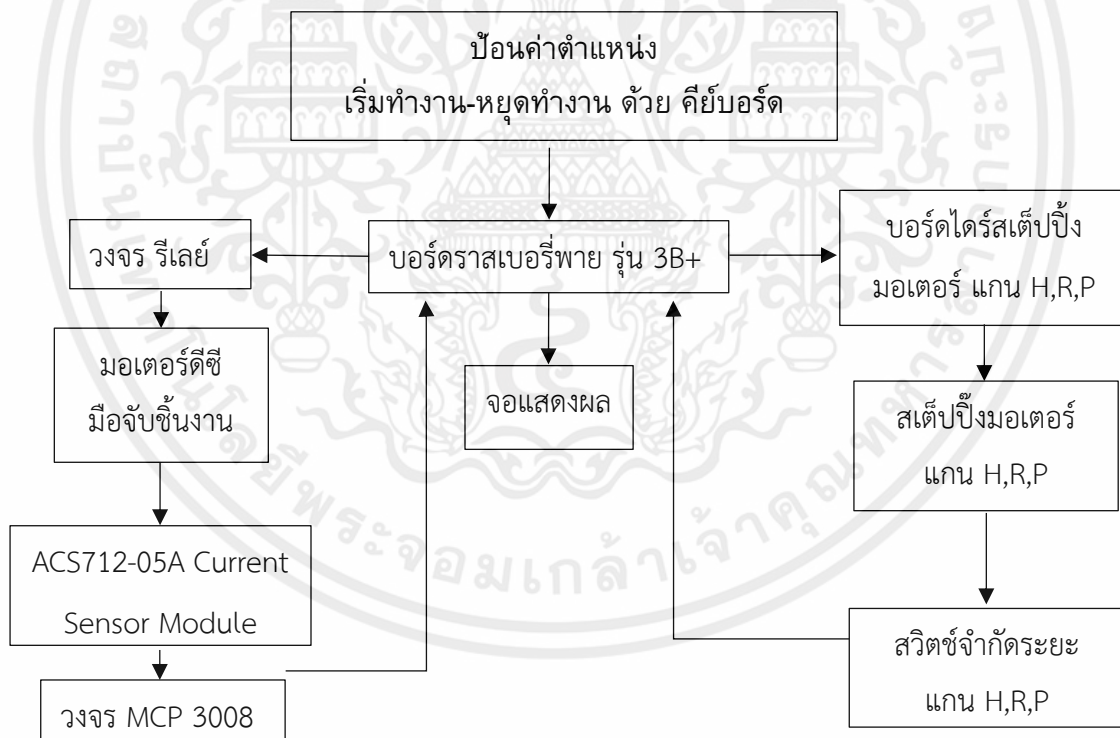 ป้อนค่าตำแหน่ง
เริ่มทำงาน-หยุดทำงาน ด้วย คีย์บอร์ด
วงจร รีเลย์
บอร์ดราสเบอรี่พาย รุ่น 3B+
บอร์ดไดร์สเต็ปปิ้ง
มอเตอร์ แกน H,R,P
มอเตอร์ดีซี
มือจับชิ้นงาน
จอแสดงผล
สเต็ปปิ๊งมอเตอร์
แกน H,R,P
ACS712-05A Current
Sensor Module
สวิตช์จำกัดระยะ
แกน H,R,P
วงจร MCP 3008